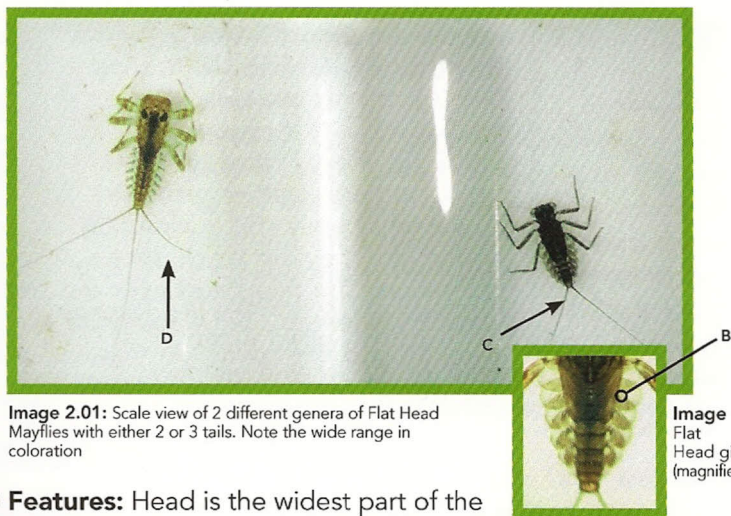 D
C
B
Image 2.01: Scale view of 2 different genera of Flat Head
Mayflies with either 2 or 3 tails. Note the wide range in
coloration
Image
Flat
Head
Features: Head is the widest part of the